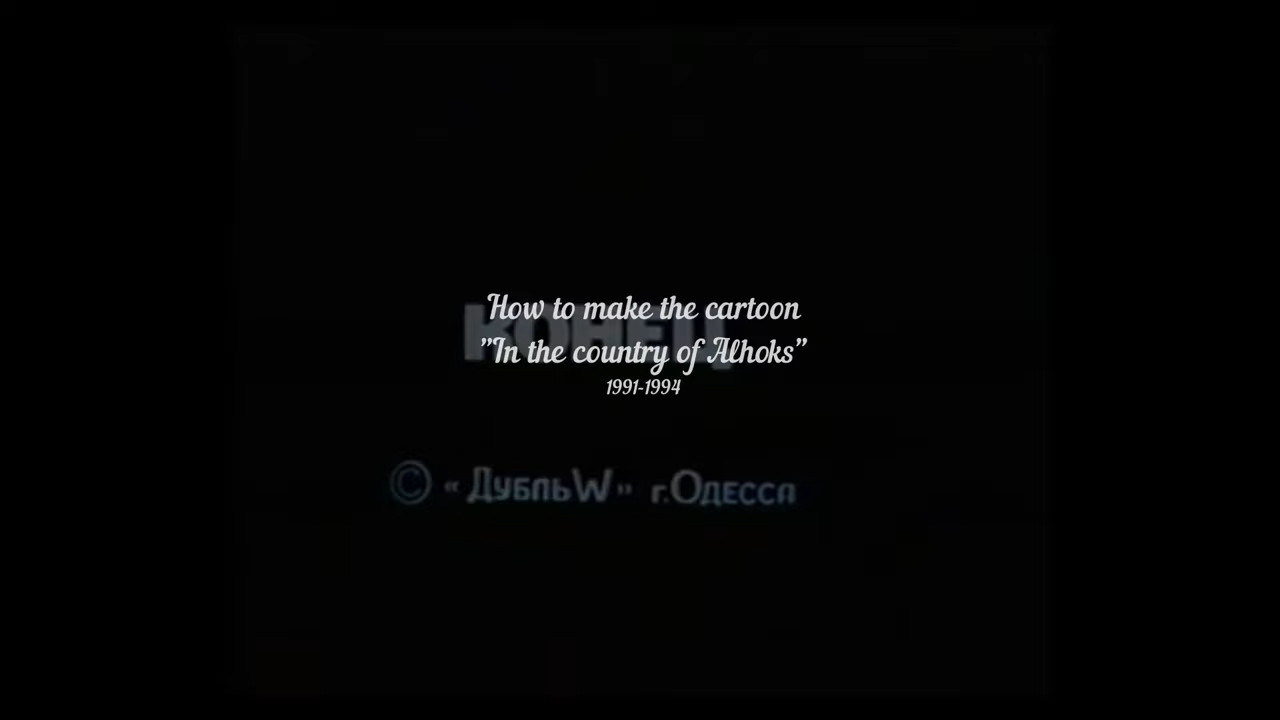 How to make the cartoon
КОНЕЦ
"In the country of Alhoks"
1991-1994
© «ДубльW» г.Одесса